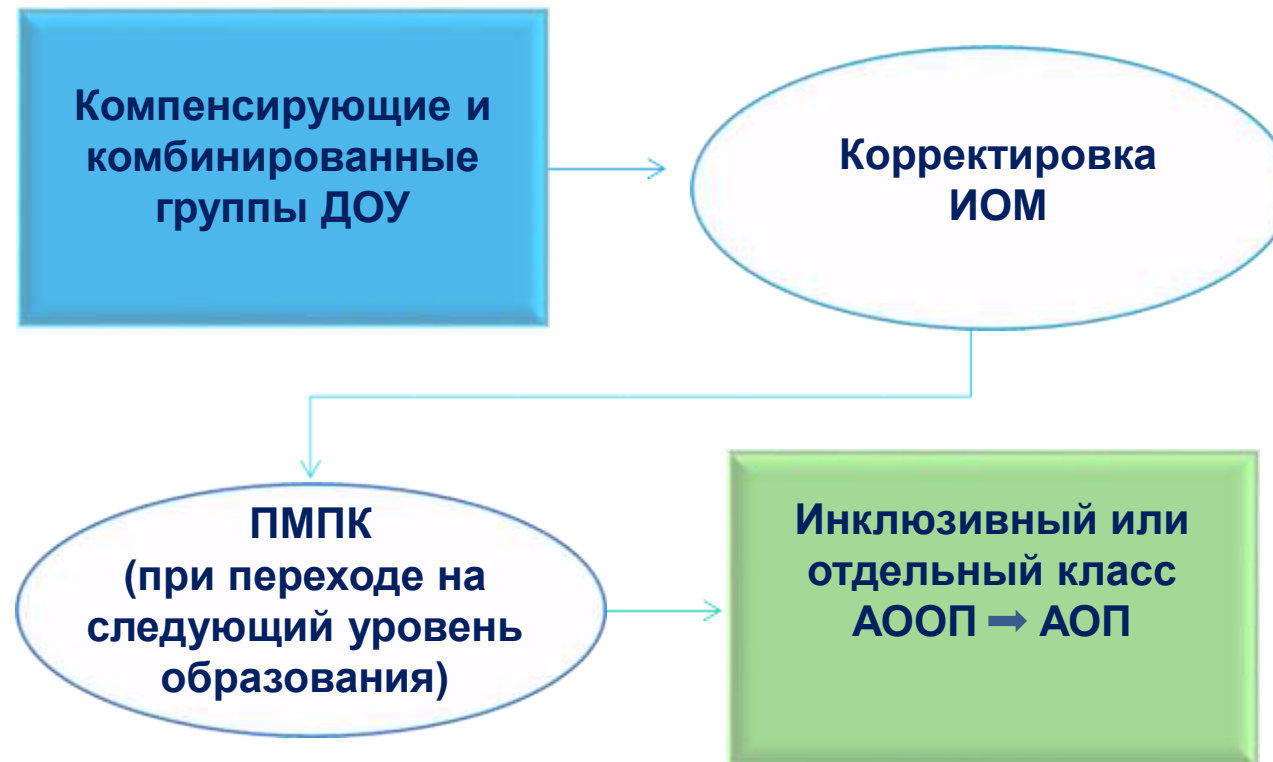 Компенсирующие и
комбинированные
группы ДОУ
Корректировка
ИОМ
ПМПК
(при переходе на
следующий уровень
образования)
Инклюзивный или
отдельный класс
АООП ➡ АОП